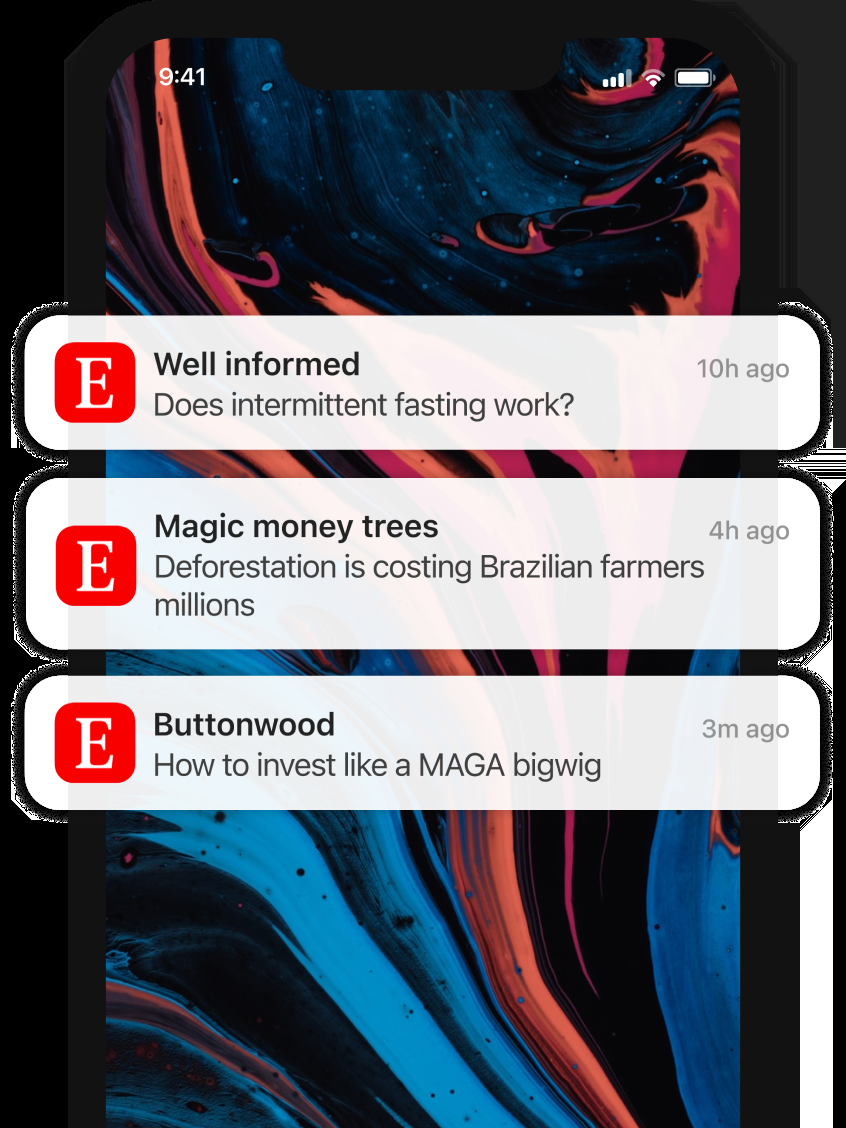 9:41
E
Well informed
10h ago
Does intermittent fasting work?
E
Magic money trees
4h ago
Deforestation is costing Brazilian farmers
millions
E
Buttonwood
3m ago
How to invest like a MAGA bigwig